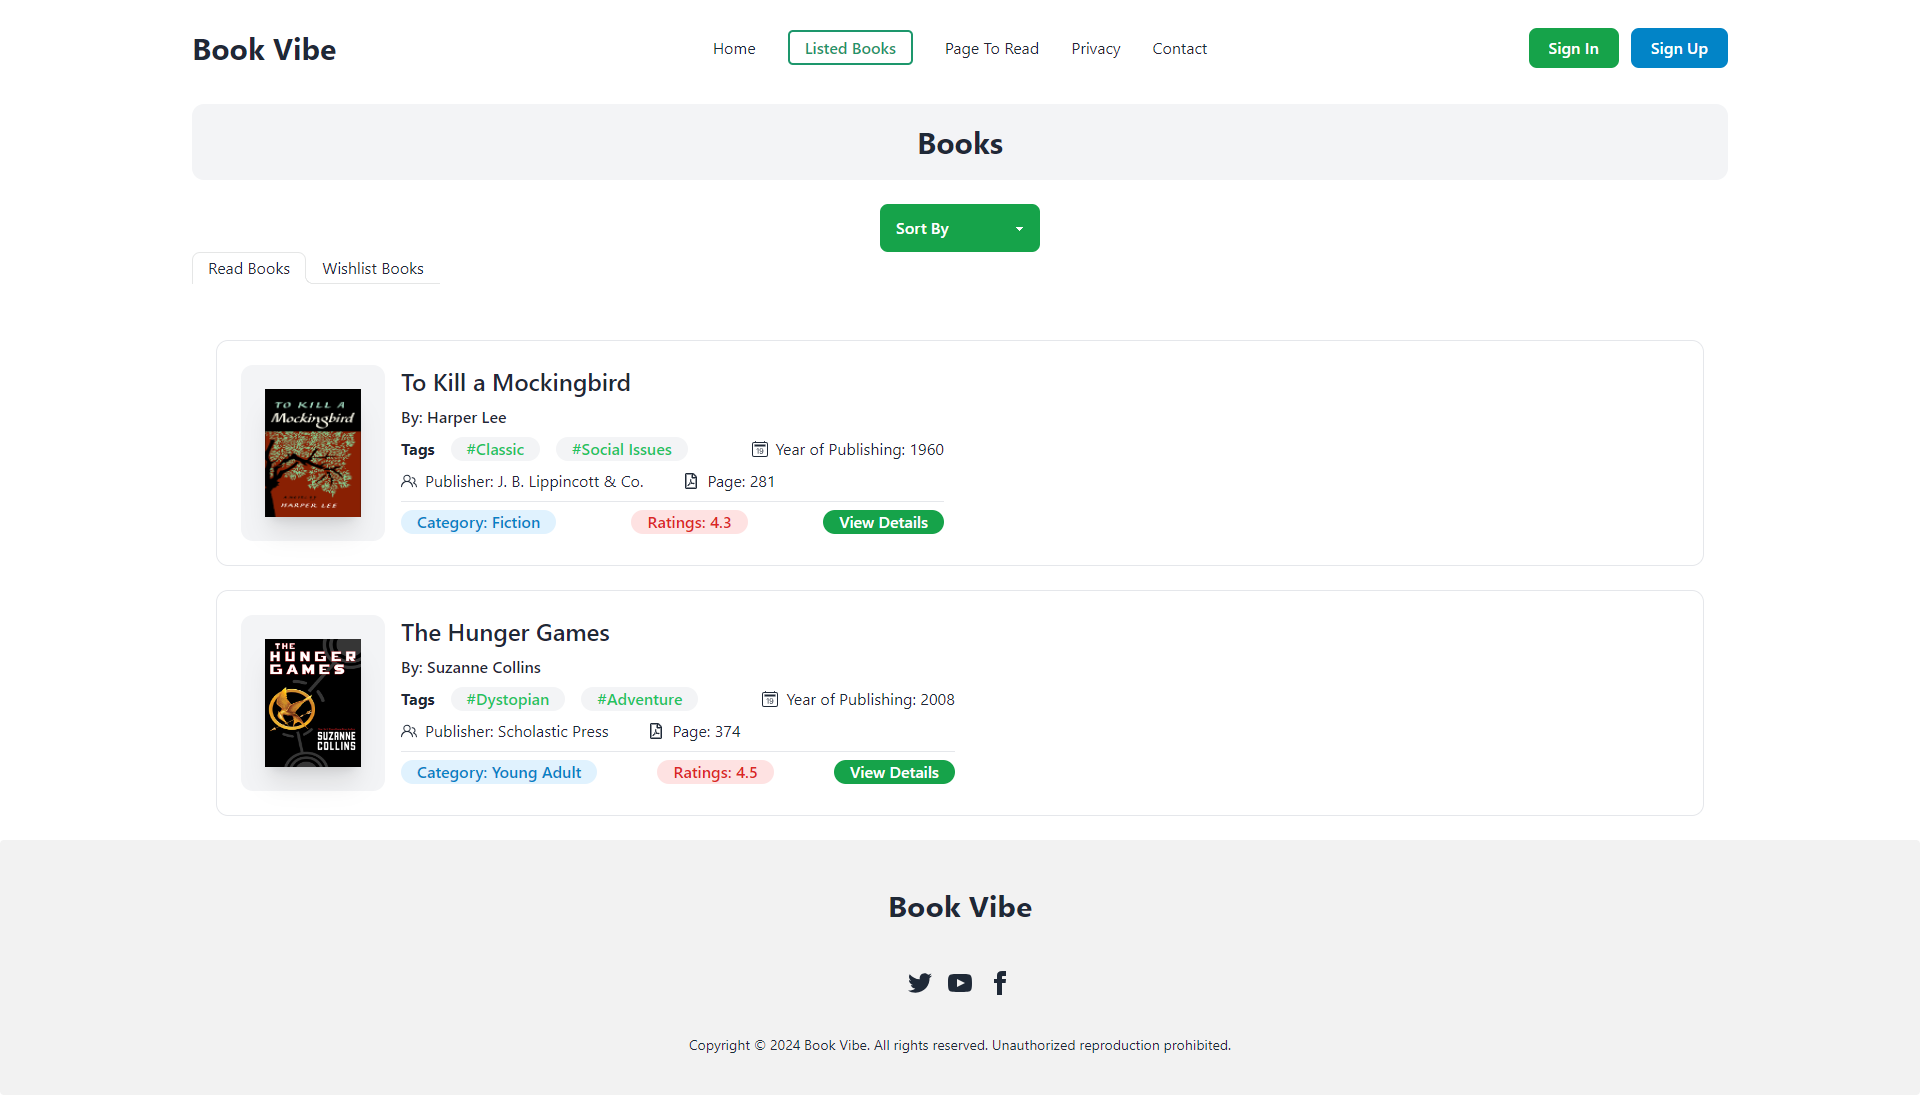 Book Vibe
Home Listed Books Page To Read Privacy Contact
Sign In Sign Up
Books
Sort By
Read Books Wishlist Books
TO KILL A
Mockingbird
HARPER LEE
To Kill a Mockingbird
By: Harper Lee
Tags #Classic #Social Issues 19 Year of Publishing: 1960
Publisher: J. B. Lippincott & Co. Page: 281
Category: Fiction Ratings: 4.3 View Details
THE
HUNGER
GAMES
SUZANNE
COLLINS
The Hunger Games
By: Suzanne Collins
Tags #Dystopian #Adventure 19 Year of Publishing: 2008
Publisher: Scholastic Press Page: 374
Category: Young Adult Ratings: 4.5 View Details
Book Vibe
Copyright © 2024 Book Vibe. All rights reserved. Unauthorized reproduction prohibited.